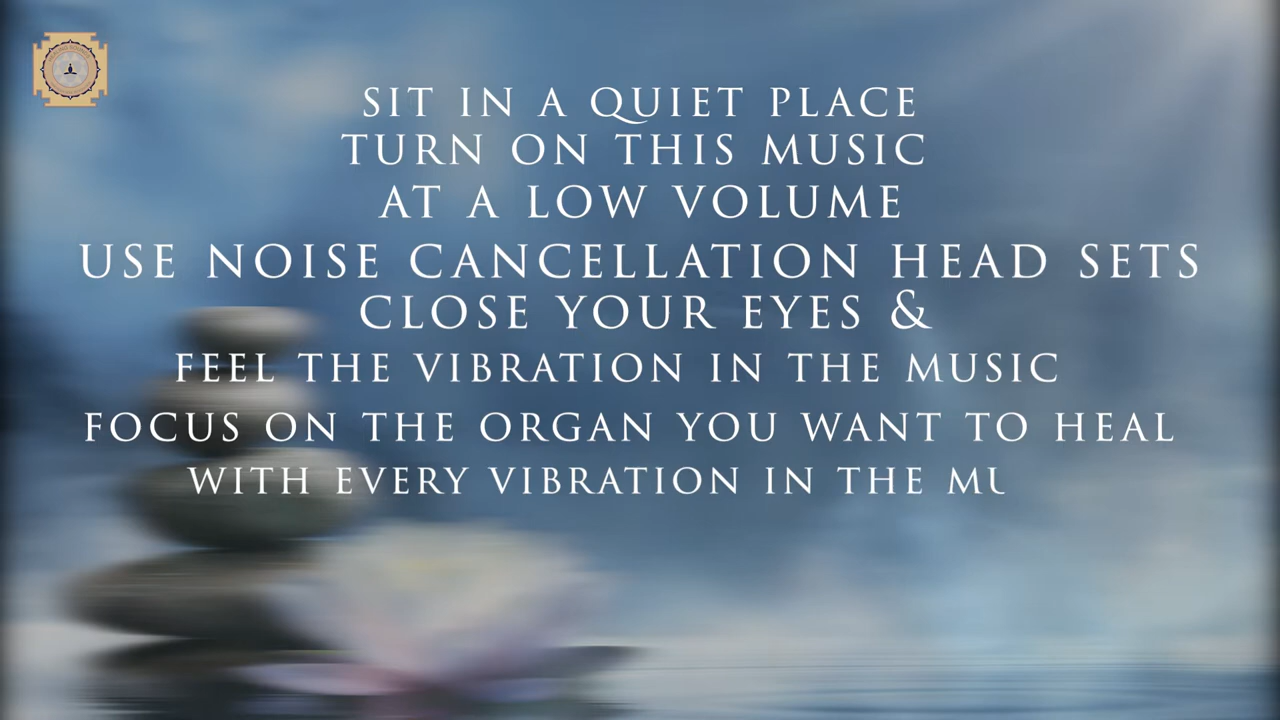 SIT IN A QUIET PLACE
TURN ON THIS MUSIC
AT A LOW VOLUME
USE NOISE CANCELLATION HEAD SETS
CLOSE YOUR EYES &
FEEL THE VIBRATION IN THE MUSIC
FOCUS ON THE ORGAN YOU WANT TO HEAL
WITH EVERY VIBRATION IN THE